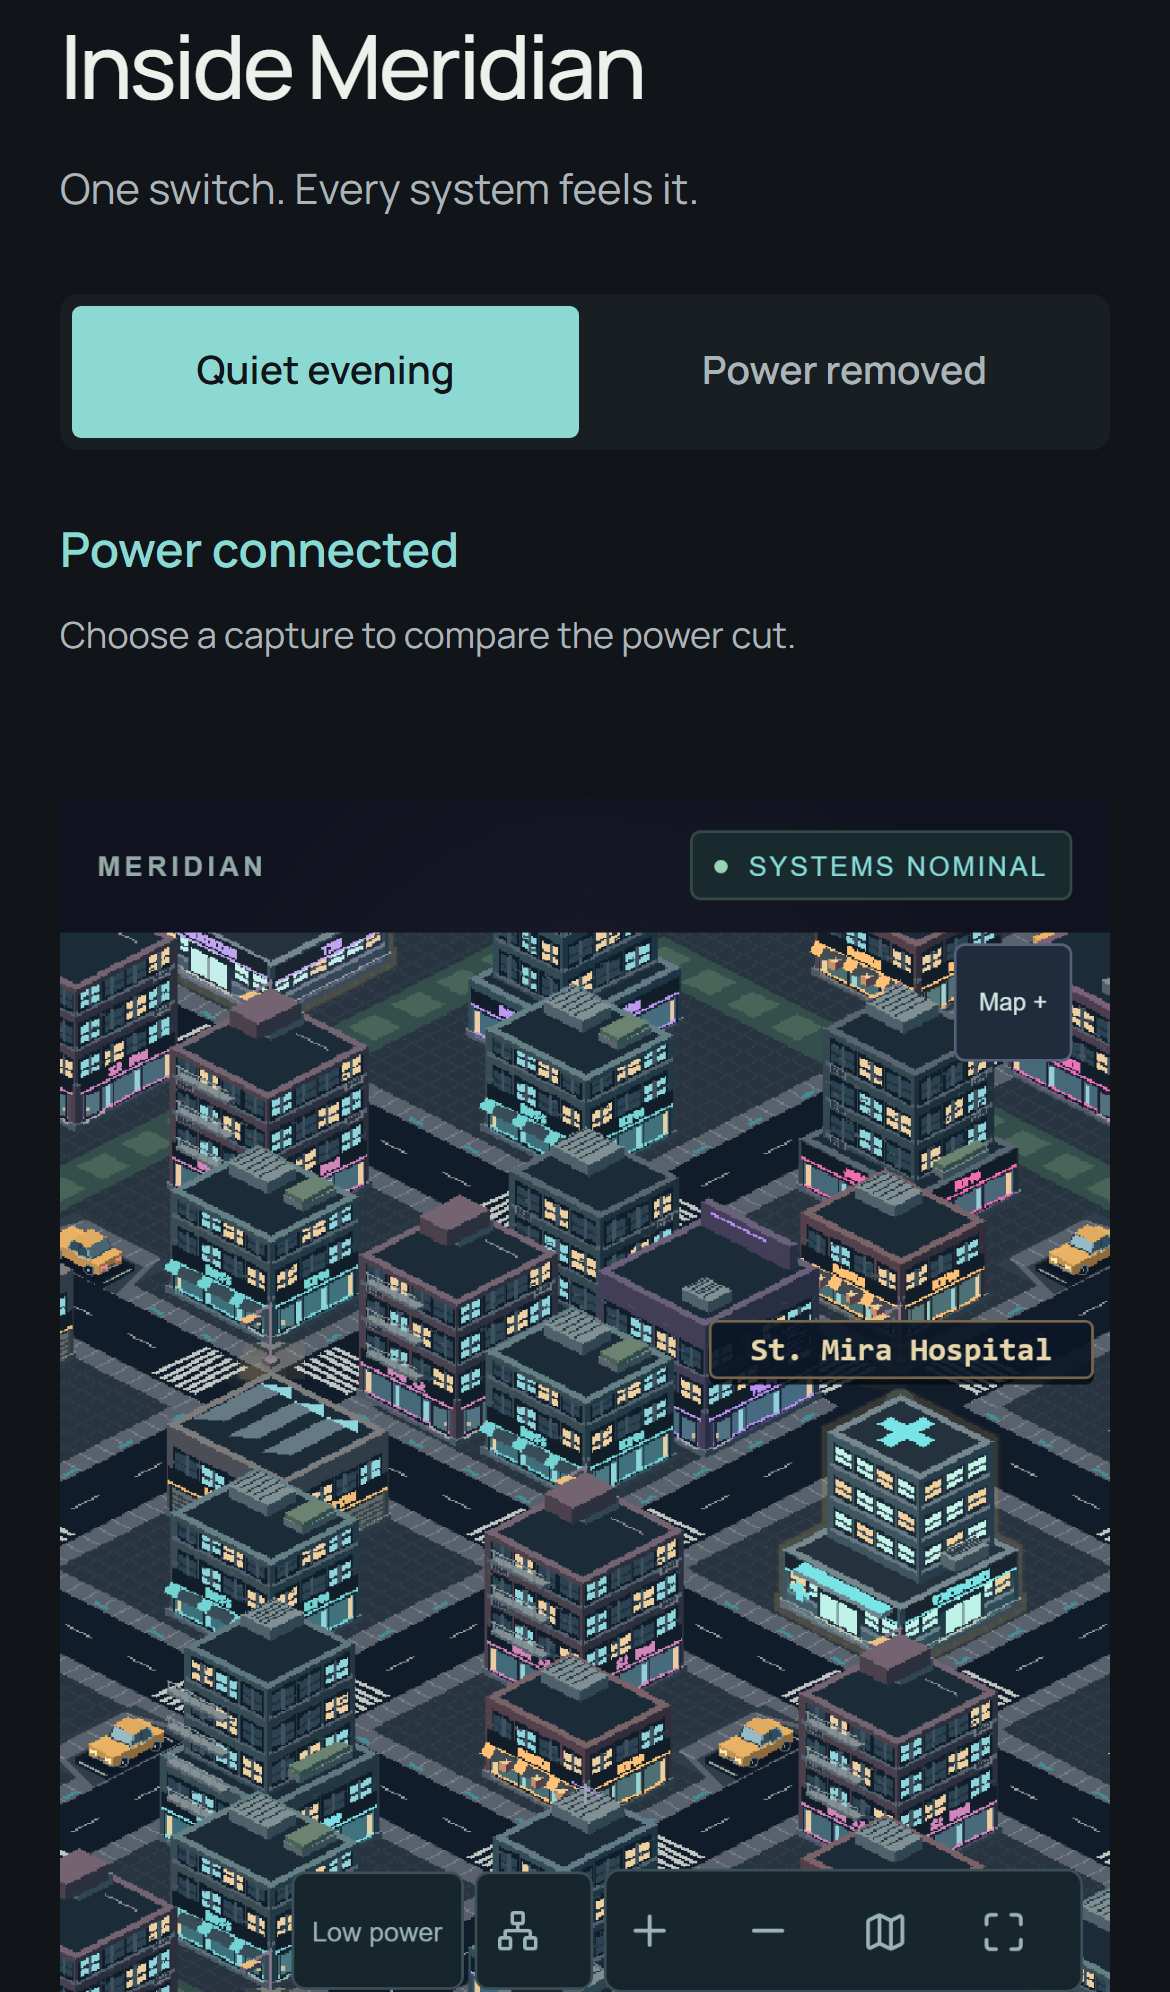 Inside Meridian
One switch. Every system feels it.
Quiet evening
Power removed
Power connected
Choose a capture to compare the power cut.
MERIDIAN
SYSTEMS NOMINAL
Map +
St. Mira Hospital
Low power